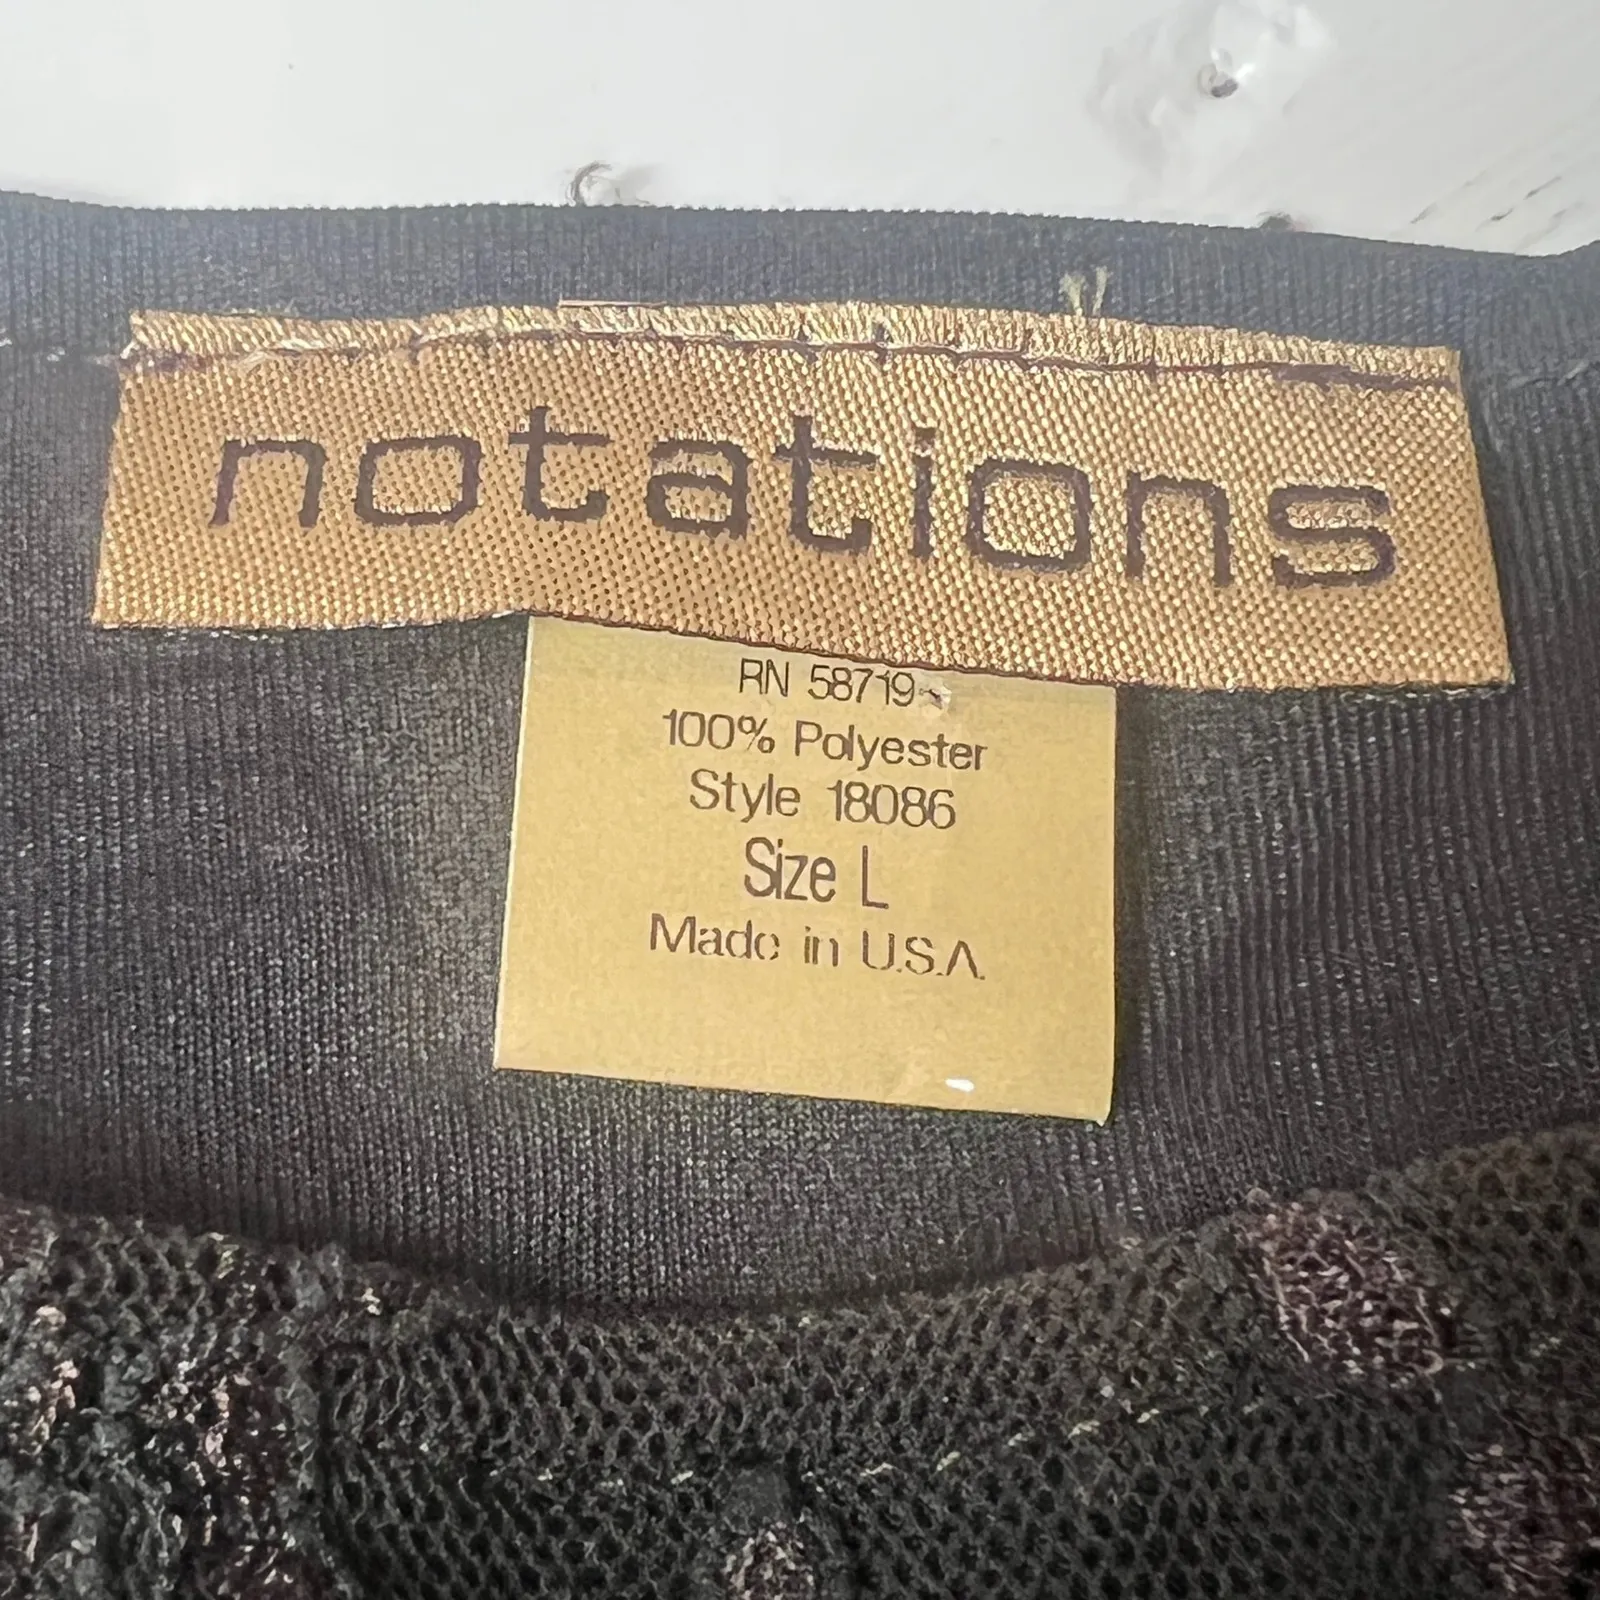 notations
RN 58719
100% Polyester
Style 18086
Size L
Made in U.S.A.